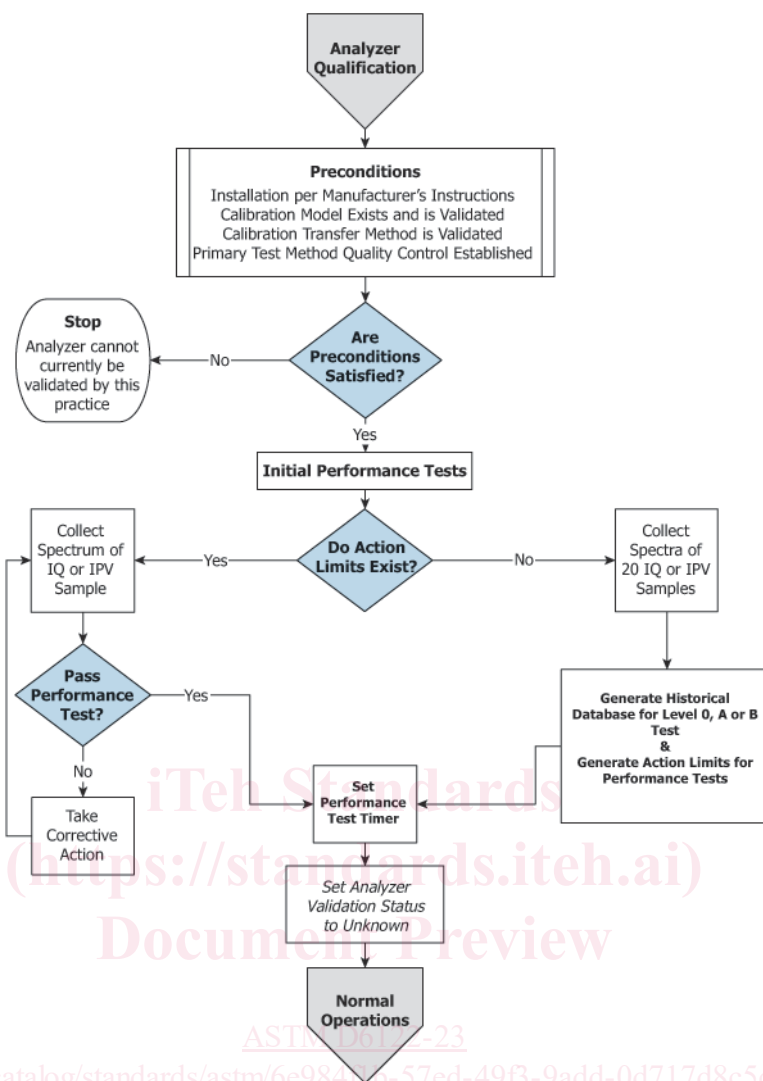 Analyzer
Qualification
Preconditions
Installation per Manufacturer's Instructions
Calibration Model Exists and is Validated
Calibration Transfer Method is Validated
Primary Test Method Quality Control Established
Are
Preconditions
Satisfied?
No
Stop
Analyzer cannot
currently be
validated by this
practice
Yes
Initial Performance Tests
Do Action
Limits Exist?
Yes
No
Collect
Spectrum of
IQ or IPV
Sample
Collect
Spectra of
20 IQ or IPV
Samples
Pass
Performance
Test?
Yes
No
Take
Corrective
Action
Generate Historical
Database for Level 0, A or B
Test
&
Generate Action Limits for
Performance Tests
Set
Performance
Test Timer
Set Analyzer
Validation Status
to Unknown
Normal
Operations
iTeh Standards
(https://standards.iteh.ai)
Document Preview
ASTM D6122-23